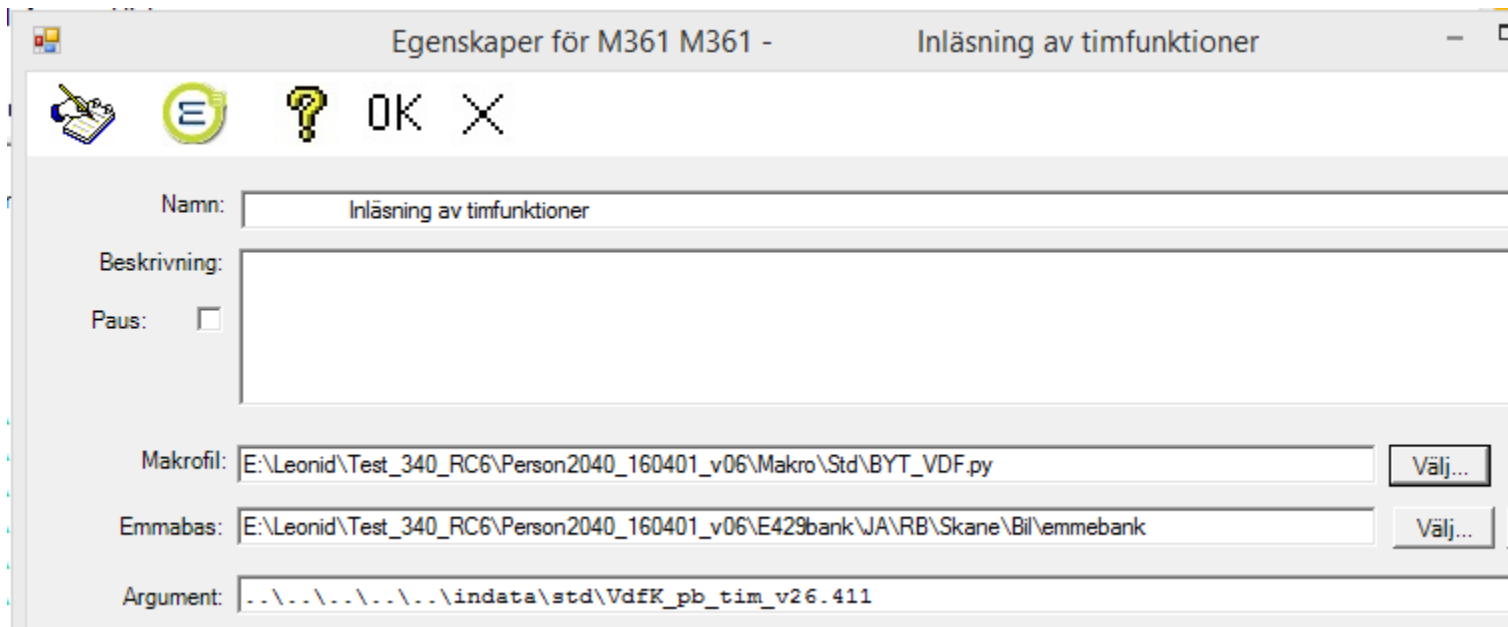 Egenskaper för M361 M361 - Inläsning av timfunktioner
OK
Namn: Inläsning av timfunktioner
Beskrivning:
Paus:
Makrofil: E:\Leonid\Test_340_RC6\Person2040_160401_v06\Makro\Std\BYT_VDF.py Välj...
Emmabas: E:\Leonid\Test_340_RC6\Person2040_160401_v06\E429bank\JA\RB\Skane\Bil\emmebank Välj...
Argument: ..\..\..\..\..\indata\std\VdfK_pb_tim_v26.411